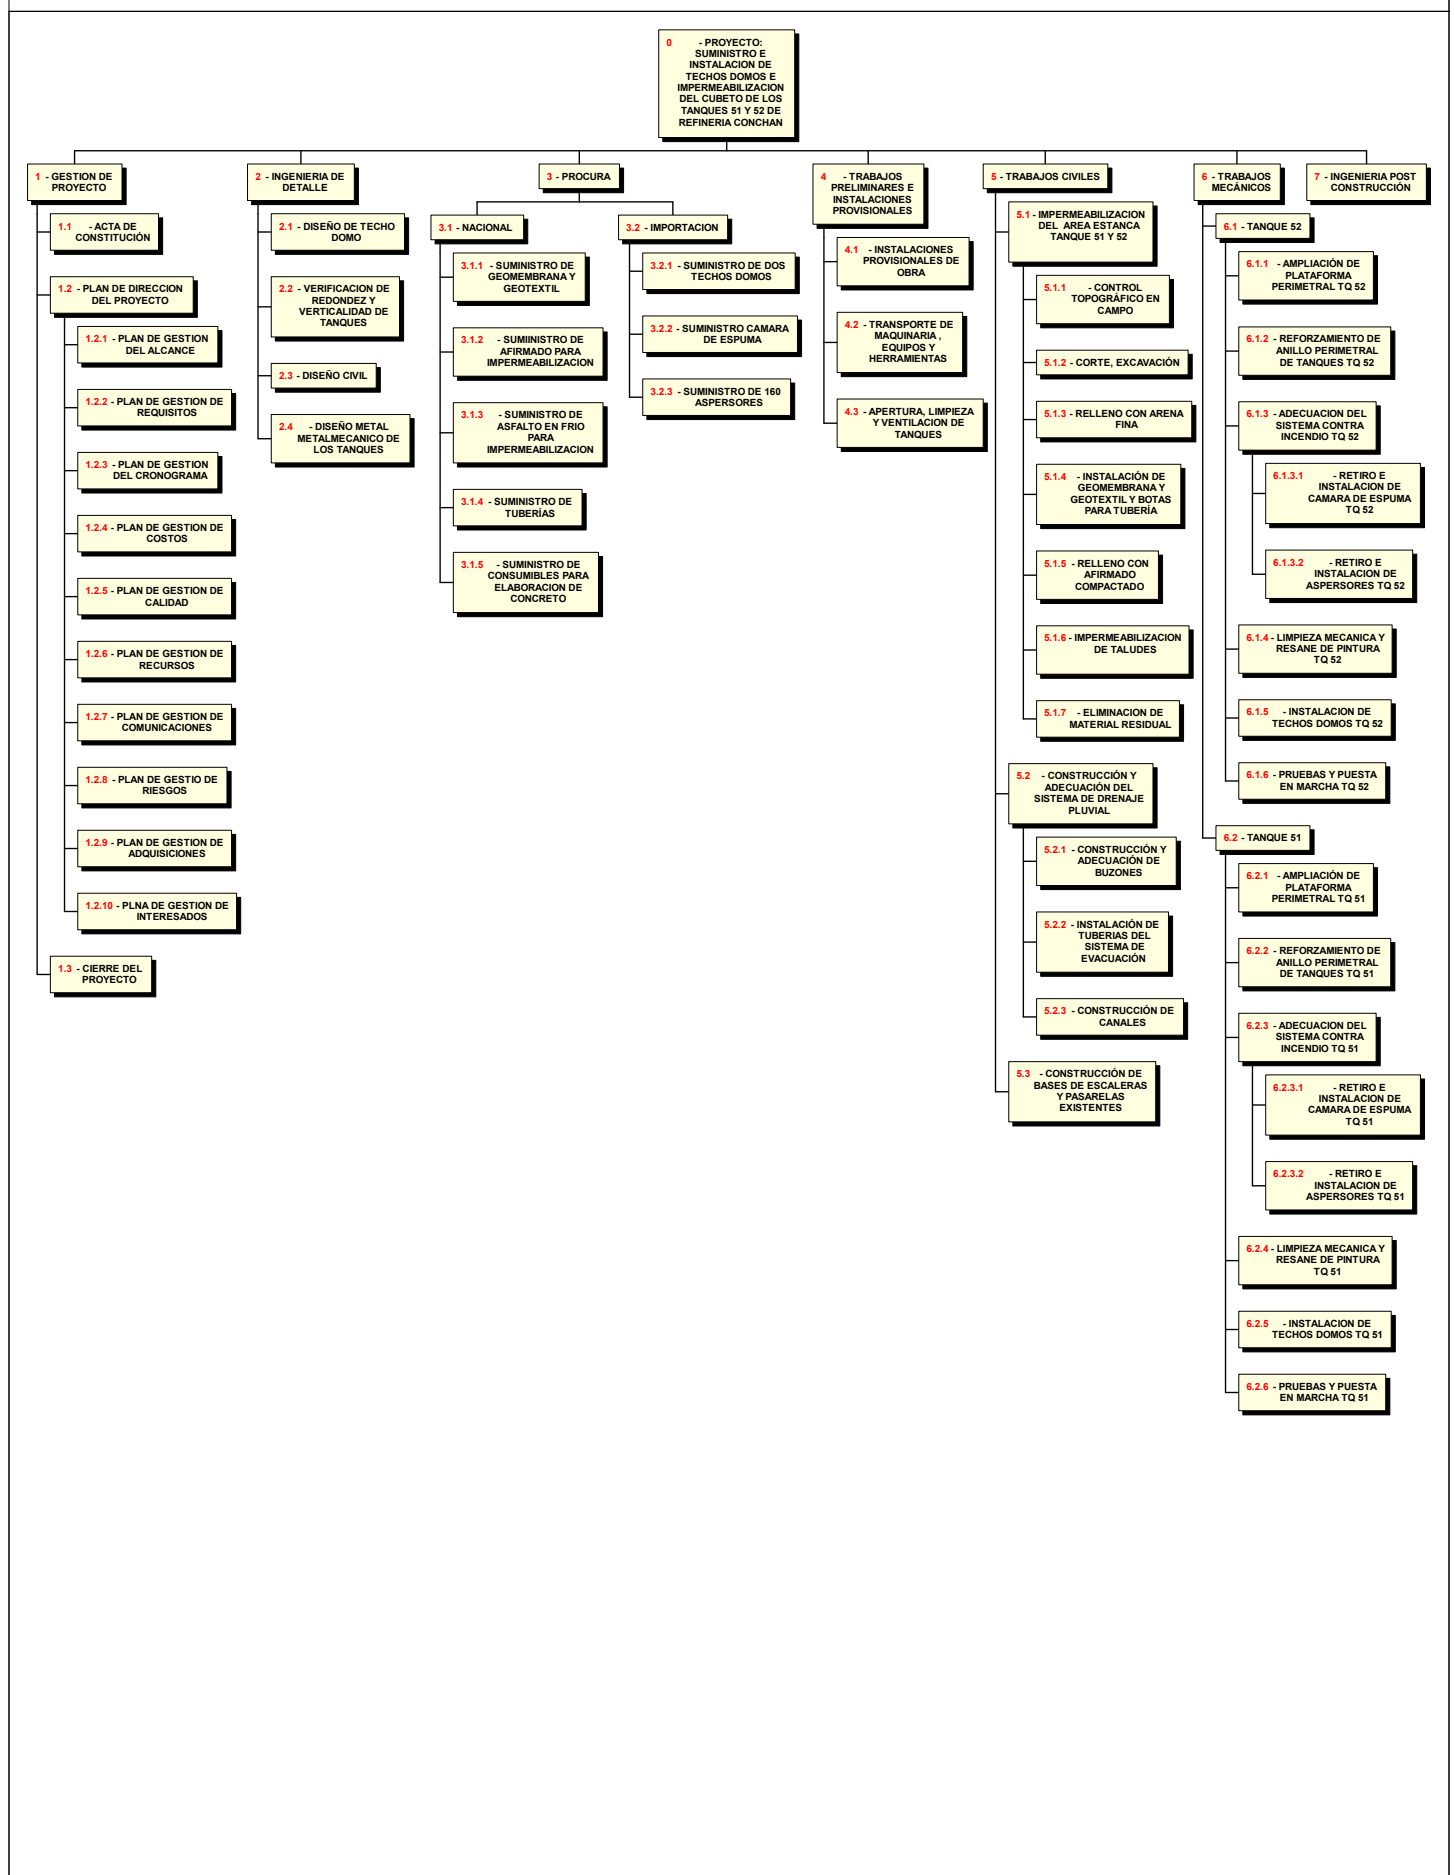 0 - PROYECTO:
SUMINISTRO E
INSTALACION DE
TECHOS DOMOS E
IMPERMEABILIZACION
DEL CUBETO DE LOS
TANQUES 51 Y 52 DE
REFINERIA CONCHAN
1 - GESTION DE
PROYECTO
1.1 - ACTA DE
CONSTITUCIÓN
1.2 - PLAN DE DIRECCION
DEL PROYECTO
1.2.1 - PLAN DE GESTION
DEL ALCANCE
1.2.2 - PLAN DE GESTION DE
REQUISITOS
1.2.3 - PLAN DE GESTION
DEL CRONOGRAMA
1.2.4 - PLAN DE GESTION DE
COSTOS
1.2.5 - PLAN DE GESTION DE
CALIDAD
1.2.6 - PLAN DE GESTION DE
RECURSOS
1.2.7 - PLAN DE GESTION DE
COMUNICACIONES
1.2.8 - PLAN DE GESTIO DE
RIESGOS
1.2.9 - PLAN DE GESTION DE
ADQUISICIONES
1.2.10 - PLNA DE GESTION DE
INTERESADOS
1.3 - CIERRE DEL
PROYECTO
2 - INGENIERIA DE
DETALLE
2.1 - DISEÑO DE TECHO
DOMO
2.2 - VERIFICACION DE
REDONDEZ Y
VERTICALIDAD DE
TANQUES
2.3 - DISEÑO CIVIL
2.4 - DISEÑO METAL
METALMECANICO DE
LOS TANQUES
3 - PROCURA
3.1 - NACIONAL
3.1.1 - SUMINISTRO DE
GEOMEMBRANA Y
GEOTEXTIL
3.1.2 - SUMINISTRO DE
AFIRMADO PARA
IMPERMEABILIZACION
3.1.3 - SUMINISTRO DE
ASFALTO EN FRIO
PARA
IMPERMEABILIZACION
3.1.4 - SUMINISTRO DE
TUBERÍAS
3.1.5 - SUMINISTRO DE
CONSUMIBLES PARA
ELABORACION DE
CONCRETO
3.2 - IMPORTACION
3.2.1 - SUMINISTRO DE DOS
TECHOS DOMOS
3.2.2 - SUMINISTRO CAMARA
DE ESPUMA
3.2.3 - SUMINISTRO DE 160
ASPERSORES
4 - TRABAJOS
PRELIMINARES E
INSTALACIONES
PROVISIONALES
4.1 - INSTALACIONES
PROVISIONALES DE
OBRA
4.2 - TRANSPORTE DE
MAQUINARIA ,
EQUIPOS Y
HERRAMIENTAS
4.3 - APERTURA, LIMPIEZA
Y VENTILACION DE
TANQUES
5 - TRABAJOS CIVILES
5.1 - IMPERMEABILIZACION
DEL AREA ESTANCA
TANQUE 51 Y 52
5.1.1 - CONTROL
TOPOGRÁFICO EN
CAMPO
5.1.2 - CORTE, EXCAVACIÓN
5.1.3 - RELLENO CON ARENA
FINA
5.1.4 - INSTALACIÓN DE
GEOMEMBRANA Y
GEOTEXTIL Y BOTAS
PARA TUBERÍA
5.1.5 - RELLENO CON
AFIRMADO
COMPACTADO
5.1.6 - IMPERMEABILIZACION
DE TALUDES
5.1.7 - ELIMINACION DE
MATERIAL RESIDUAL
5.2 - CONSTRUCCIÓN Y
ADECUACIÓN DEL
SISTEMA DE DRENAJE
PLUVIAL
5.2.1 - CONSTRUCCIÓN Y
ADECUACIÓN DE
BUZONES
5.2.2 - INSTALACIÓN DE
TUBERIAS DEL
SISTEMA DE
EVACUACIÓN
5.2.3 - CONSTRUCCIÓN DE
CANALES
5.3 - CONSTRUCCIÓN DE
BASES DE ESCALERAS
Y PASARELAS
EXISTENTES
6 - TRABAJOS
MECÁNICOS
6.1 - TANQUE 52
6.1.1 - AMPLIACIÓN DE
PLATAFORMA
PERIMETRAL TQ 52
6.1.2 - REFORZAMIENTO DE
ANILLO PERIMETRAL
DE TANQUES TQ 52
6.1.3 - ADECUACION DEL
SISTEMA CONTRA
INCENDIO TQ 52
6.1.3.1 - RETIRO E
INSTALACION DE
CAMARA DE ESPUMA
TQ 52
6.1.3.2 - RETIRO E
INSTALACION DE
ASPERSORES TQ 52
6.1.4 - LIMPIEZA MECANICA Y
RESANE DE PINTURA
TQ 52
6.1.5 - INSTALACION DE
TECHOS DOMOS TQ 52
6.1.6 - PRUEBAS Y PUESTA
EN MARCHA TQ 52
6.2 - TANQUE 51
6.2.1 - AMPLIACIÓN DE
PLATAFORMA
PERIMETRAL TQ 51
6.2.2 - REFORZAMIENTO DE
ANILLO PERIMETRAL
DE TANQUES TQ 51
6.2.3 - ADECUACION DEL
SISTEMA CONTRA
INCENDIO TQ 51
6.2.3.1 - RETIRO E
INSTALACION DE
CAMARA DE ESPUMA
TQ 51
6.2.3.2 - RETIRO E
INSTALACION DE
ASPERSORES TQ 51
6.2.4 - LIMPIEZA MECANICA Y
RESANE DE PINTURA
TQ 51
6.2.5 - INSTALACION DE
TECHOS DOMOS TQ 51
6.2.6 - PRUEBAS Y PUESTA
EN MARCHA TQ 51
7 - INGENIERIA POST
CONSTRUCCIÓN